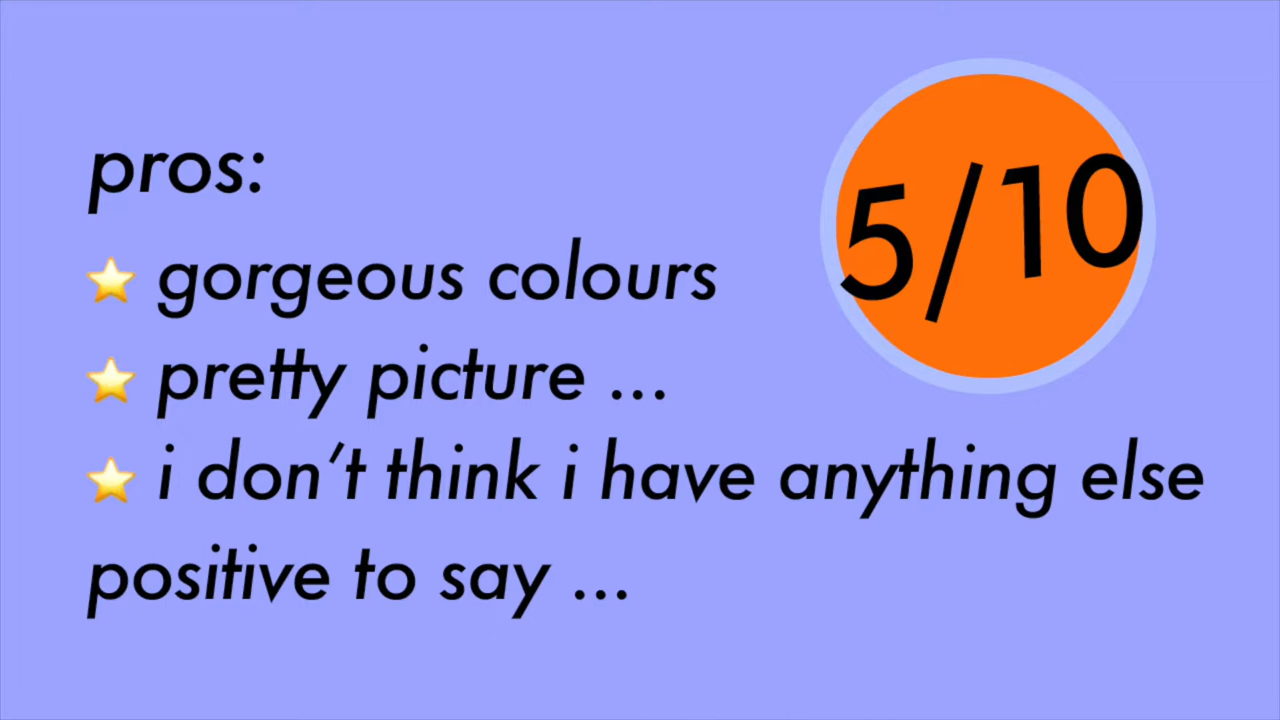 pros:
⭐ gorgeous colours
⭐ pretty picture ...
⭐ i don't think i have anything else
positive to say ...
5/10